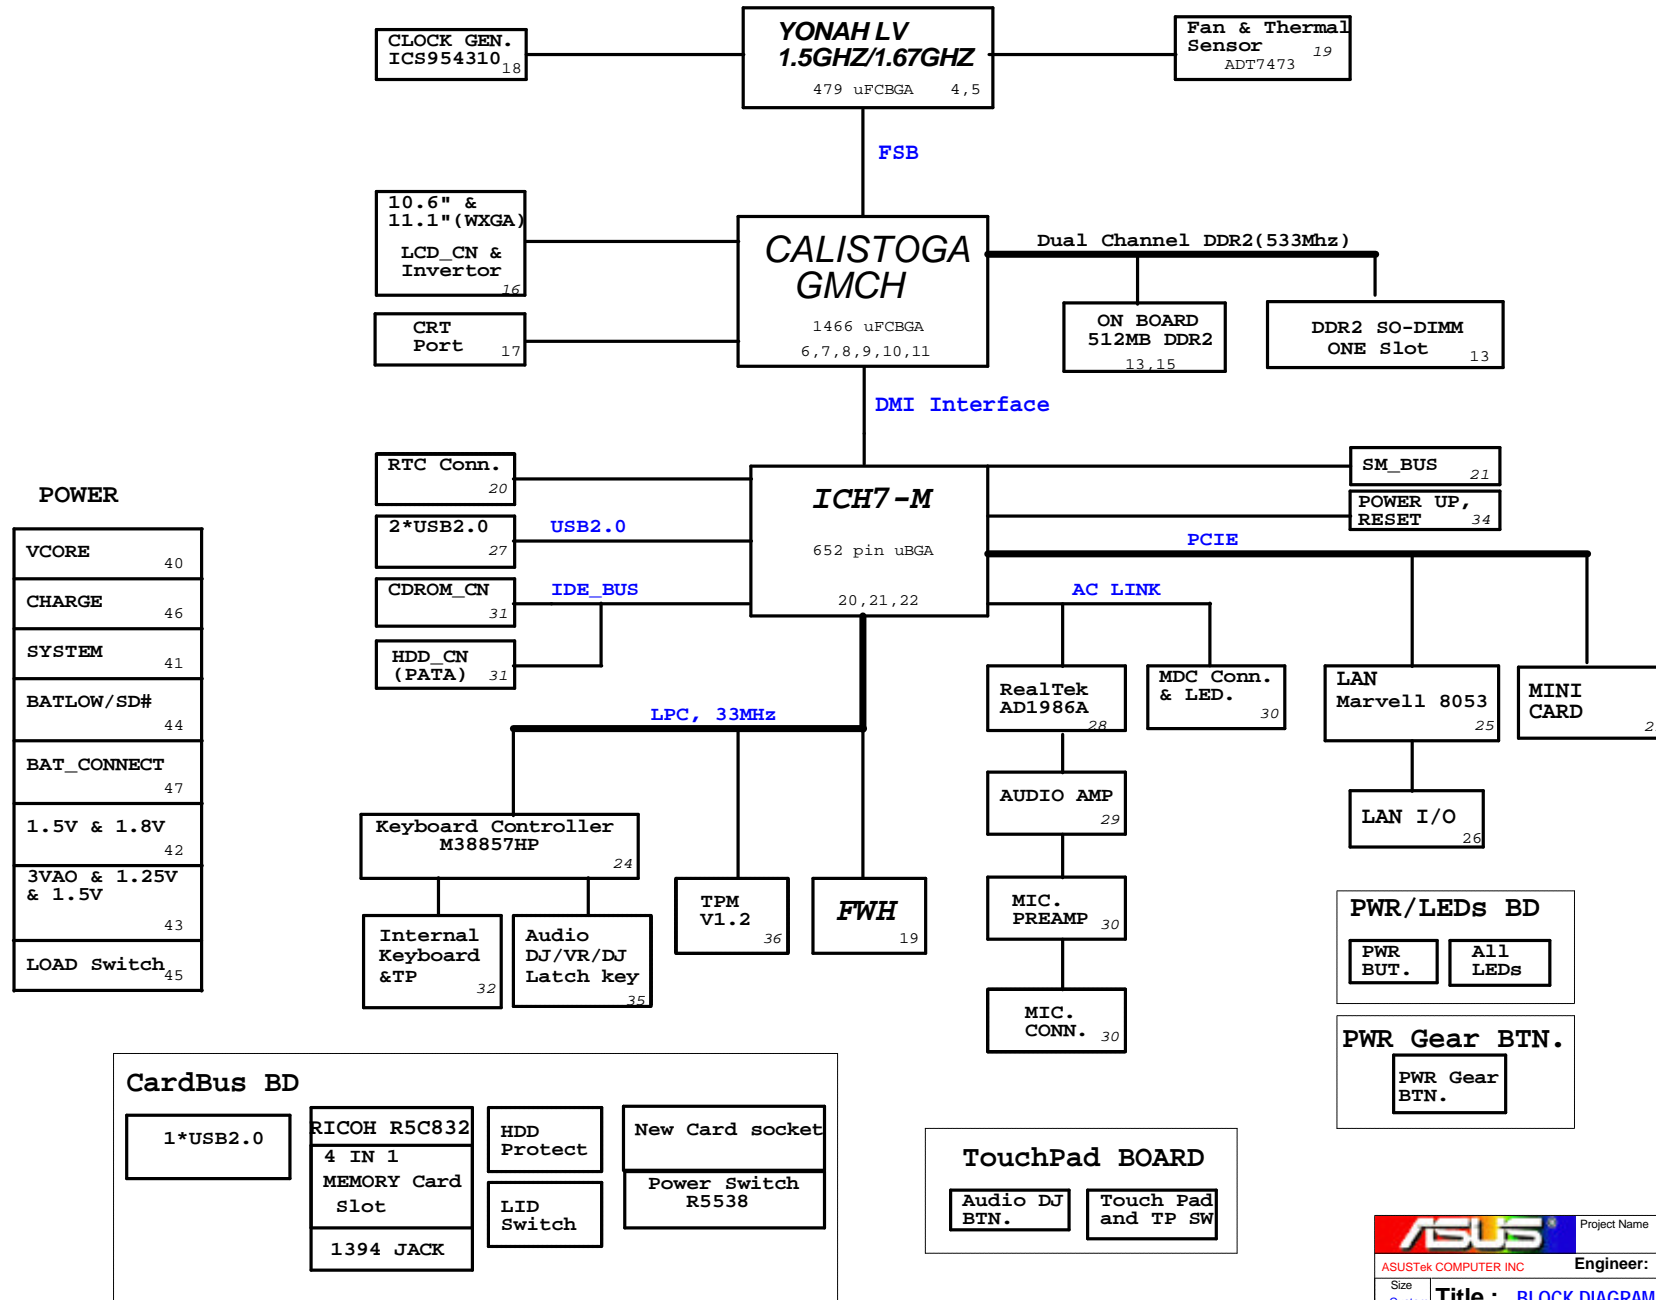 CLOCK GEN.
ICS954310
18
YONAH LV
1.5GHZ/1.67GHZ
479 uFCBGA 4,5
Fan & Thermal
Sensor 19
ADT7473
FSB
10.6" &
11.1"(WXGA)
LCD_CN &
Invertor
16
CRT
Port 17
CALISTOGA
GMCH
1466 uFCBGA
6,7,8,9,10,11
Dual Channel DDR2(533Mhz)
ON BOARD
512MB DDR2
13,15
DDR2 SO-DIMM
ONE Slot 13
DMI Interface
RTC Conn.
20
2*USB2.0
27
USB2.0
CDROM_CN
31
IDE_BUS
HDD_CN
(PATA) 31
ICH7-M
652 pin uBGA
20,21,22
SM_BUS 21
POWER UP,
RESET 34
PCIE
AC LINK
POWER
VCORE
40
CHARGE
46
SYSTEM
41
BATLOW/SD#
44
BAT_CONNECT
47
1.5V & 1.8V
42
3VAO & 1.25V
& 1.5V
43
LOAD Switch
45
LPC, 33MHz
RealTek
AD1986A
28
MDC Conn.
& LED.
30
LAN
Marvell 8053
25
MINI
CARD
AUDIO AMP
29
LAN I/O
26
Keyboard Controller
M38857HP
24
MIC.
PREAMP 30
Internal
Keyboard
&TP
32
Audio
DJ/VR/DJ
Latch key
35
TPM
V1.2
36
FWH
19
MIC.
CONN. 30
PWR/LEDs BD
PWR
BUT.
All
LEDs
PWR Gear BTN.
PWR Gear
BTN.
CardBus BD
1*USB2.0
RICOH R5C832
4 IN 1
MEMORY Card
Slot
1394 JACK
HDD
Protect
LID
Switch
New Card socket
Power Switch
R5538
TouchPad BOARD
Audio DJ
BTN.
Touch Pad
and TP SW
ASUS
Project Name
ASUSTek COMPUTER INC
Engineer:
Size
Title : BLOCK DIAGRAM